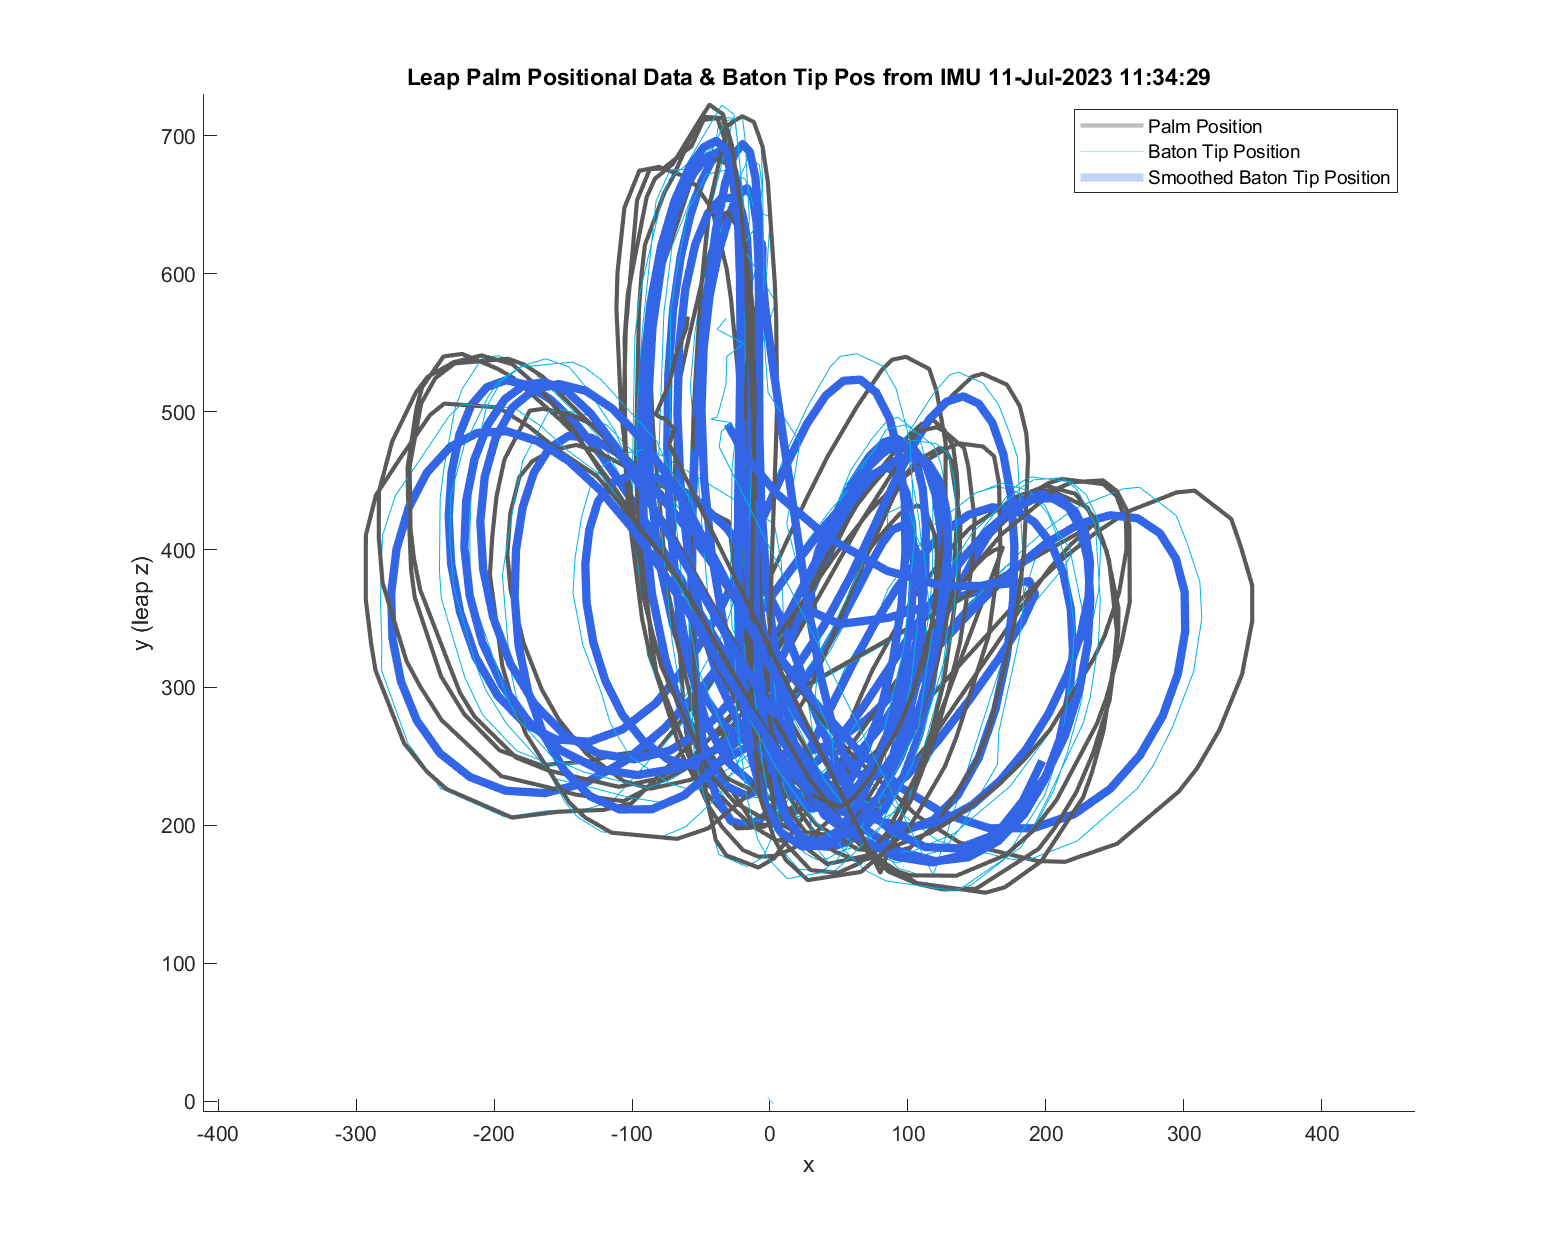 Leap Palm Positional Data & Baton Tip Pos from IMU 11-Jul-2023 11:34:29
Palm Position
Baton Tip Position
Smoothed Baton Tip Position
700
600
500
400
300
200
100
0
y (leap z)
-400 -300 -200 -100 0 100 200 300 400
x